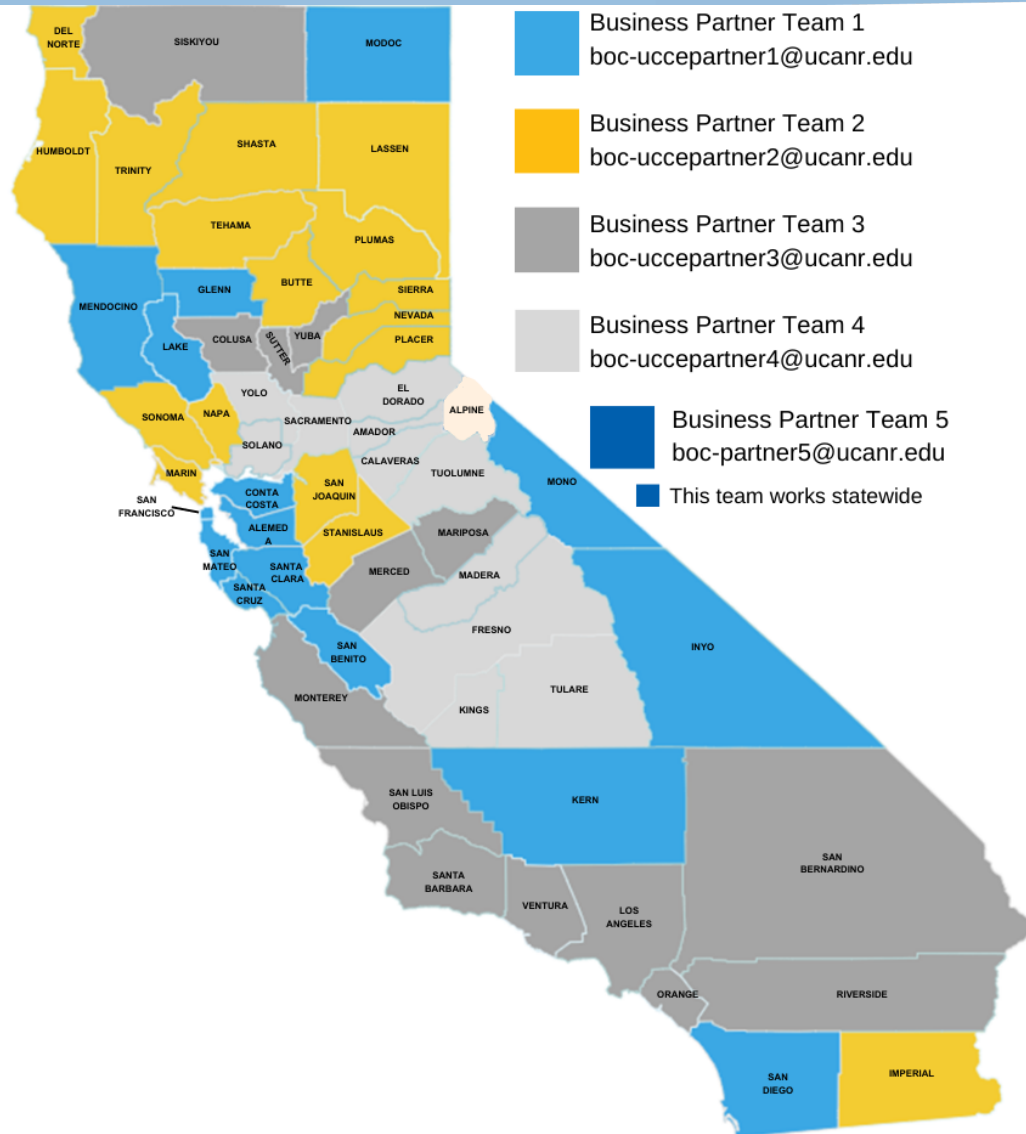 Business Partner Team 1
boc-uccepartner1@ucanr.edu
Business Partner Team 2
boc-uccepartner2@ucanr.edu
Business Partner Team 3
boc-uccepartner3@ucanr.edu
Business Partner Team 4
boc-uccepartner4@ucanr.edu
Business Partner Team 5
boc-partner5@ucanr.edu
This team works statewide
DEL
NORTE
SISKIYOU
MODOC
HUMBOLDT
TRINITY
SHASTA
LASSEN
TEHAMA
PLUMAS
MENDOCINO
GLENN
BUTTE
SIERRA
NEVADA
PLACER
LAKE
COLUSA
SUTTER
YUBA
YOLO
EL
DORADO
ALPINE
SONOMA
NAPA
SACRAMENTO
AMADOR
SOLANO
CALAVERAS
TUOLUMNE
MARIN
SAN
FRANCISCO
CONTA
COSTA
SAN
JOAQUIN
MONO
ALEMED
A
STANISLAUS
MARIPOSA
SAN
MATEO
SANTA
CLARA
MERCED
MADERA
SANTA
CRUZ
FRESNO
SAN
BENITO
INYO
MONTEREY
KINGS
TULARE
SAN LUIS
OBISPO
KERN
SAN
BERNARDINO
SANTA
BARBARA
VENTURA
LOS
ANGELES
ORANGE
RIVERSIDE
SAN
DIEGO
IMPERIAL